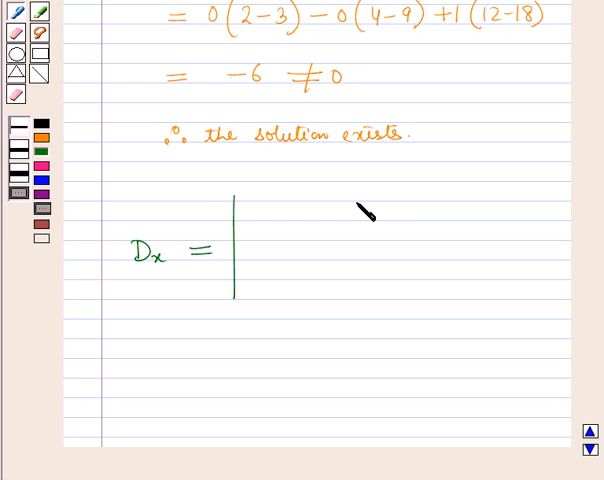 = 0(2-3) - 0(4-9) + 1(12-18)
= -6 ≠ 0
∴ the solution exists.
Dx = |